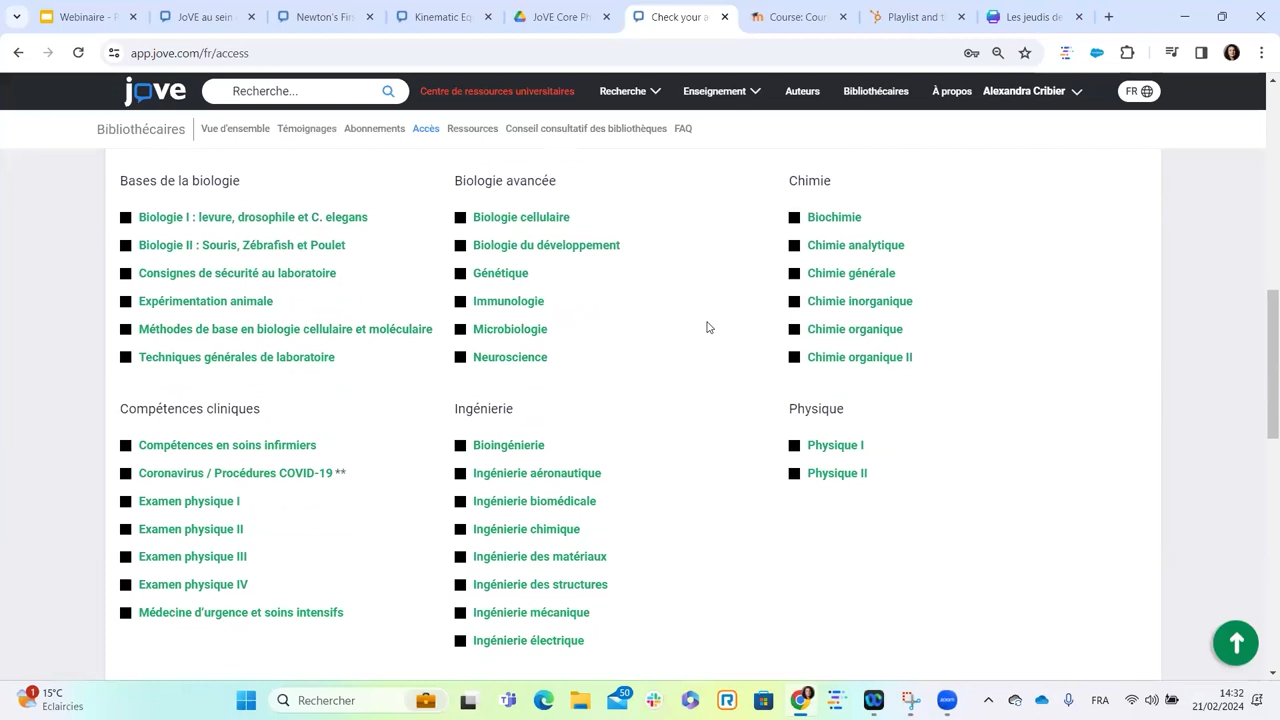 Webinaire - P
JoVE au sein
Newton's Fir
Accès
Check your a
Course: Cour
Playlist and t
Les jeudis de
app.jove.com/fr/access
jove
Recherche...
Centre de ressources universitaires
Recherche
Enseignement
Auteurs
Bibliothécaires
À propos
Alexandra Cribier
FR
Bibliothécaires
Vue d'ensemble
Témoignages
Abonnements
Accès
Ressources
Conseil consultatif des bibliothèques
FAQ
Bases de la biologie
Biologie I : levure, drosophile et C. elegans
Biologie II : Souris, Zébrafish et Poulet
Consignes de sécurité au laboratoire
Expérimentation animale
Méthodes de base en biologie cellulaire et moléculaire
Techniques générales de laboratoire
Biologie avancée
Biologie cellulaire
Biologie du développement
Génétique
Immunologie
Microbiologie
Neuroscience
Chimie
Biochimie
Chimie analytique
Chimie générale
Chimie inorganique
Chimie organique
Chimie organique II
Compétences cliniques
Compétences en soins infirmiers
Coronavirus / Procédures COVID-19 **
Examen physique I
Examen physique II
Examen physique III
Examen physique IV
Médecine d'urgence et soins intensifs
Ingénierie
Bioingénierie
Ingénierie aéronautique
Ingénierie biomédicale
Ingénierie chimique
Ingénierie des matériaux
Ingénierie des structures
Ingénierie mécanique
Ingénierie électrique
Physique
Physique I
Physique II
1
15°C
Eclaircies
Rechercher
50
FRA
14:32
21/02/2024